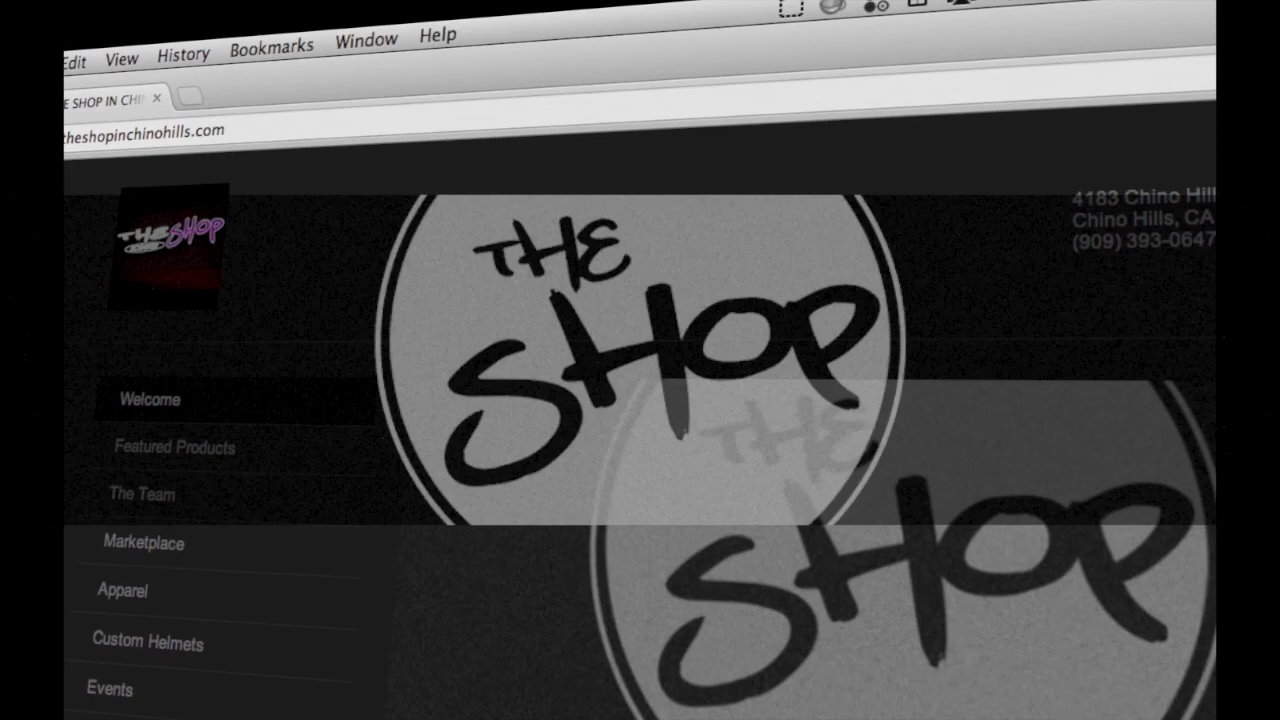 Edit View History Bookmarks Window Help
E SHOP IN CHI
theshopinchinohills.com
THE SHOP
4183 Chino Hill
Chino Hills, CA
(909) 393-0647
THE
SHOP
Welcome
Featured Products
The Team
Marketplace
Apparel
Custom Helmets
Events
THE
SHOP